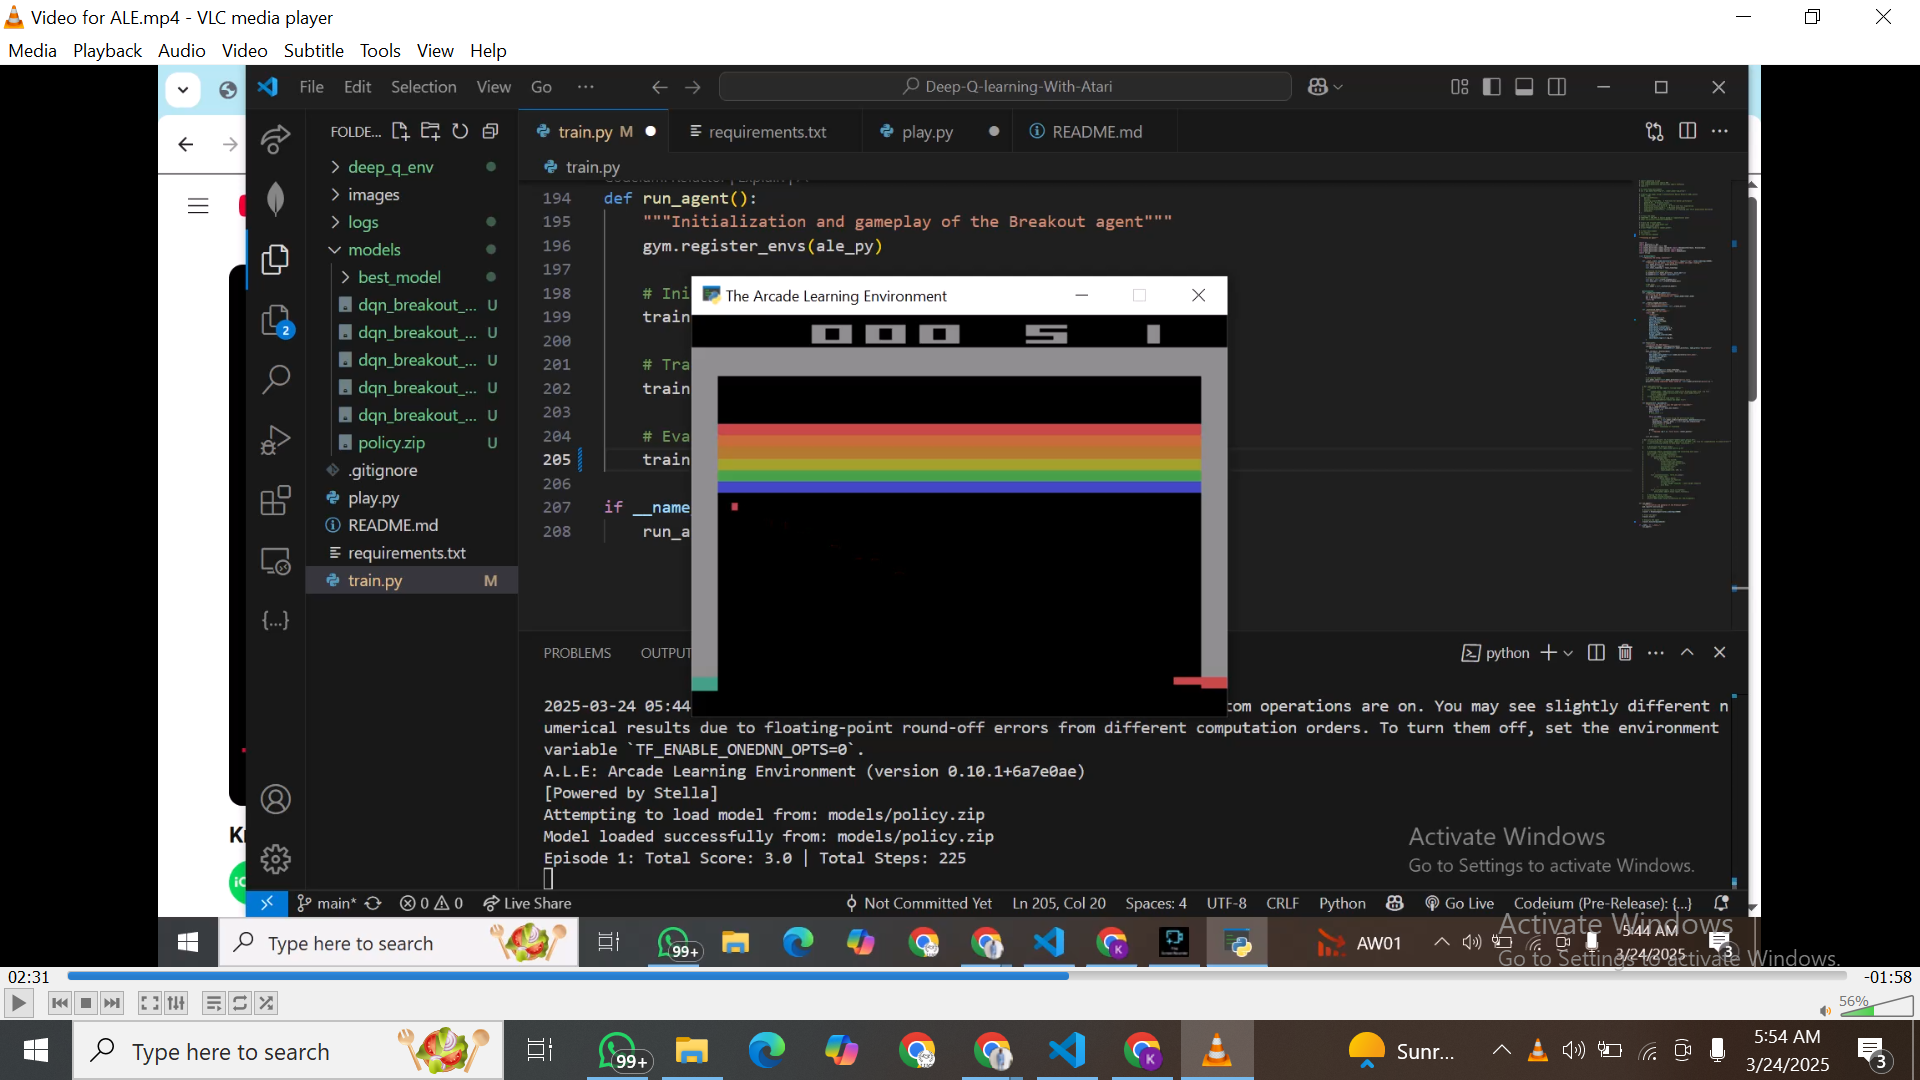 Video for ALE.mp4 - VLC media player
Media Playback Audio Video Subtitle Tools View Help
File Edit Selection View Go ···
Deep-Q-learning-With-Atari
FOLDE...
train.py M
requirements.txt
play.py
README.md
train.py
deep_q_env
images
logs
models
best_model
dqn_breakout_... U
dqn_breakout_... U
dqn_breakout_... U
dqn_breakout_... U
dqn_breakout_... U
policy.zip U
.gitignore
play.py
README.md
requirements.txt
train.py M
194 def run_agent():
195 """Initialization and gameplay of the Breakout agent"""
196 gym.register_envs(ale_py)
197
198 # Ini
199 train
200
201 # Tra
202 train
203
204 # Eva
205 train
206
207 if __name
208 run_a
The Arcade Learning Environment
000 5 1
PROBLEMS OUTPUT
python
2025-03-24 05:44
tom operations are on. You may see slightly different n
umerical results due to floating-point round-off errors from different computation orders. To turn them off, set the environment
variable `TF_ENABLE_ONEDNN_OPTS=0`.
A.L.E: Arcade Learning Environment (version 0.10.1+6a7e0ae)
[Powered by Stella]
Attempting to load model from: models/policy.zip
Model loaded successfully from: models/policy.zip
Episode 1: Total Score: 3.0 | Total Steps: 225
Activate Windows
Go to Settings to activate Windows.
main* 0 0 Live Share
Not Committed Yet Ln 205, Col 20 Spaces: 4 UTF-8 CRLF Python Go Live Codeium (Pre-Release): {...}
Type here to search
99+
AW01
5:44 AM
3/24/2025
3
Activate Windows
Go to Settings to activate Windows.
02:31
-01:58
56%
Type here to search
99+
Sunr...
5:54 AM
3/24/2025
3